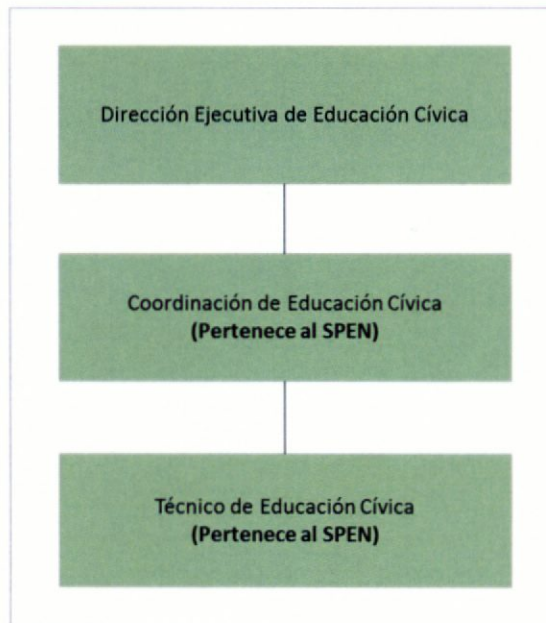 Dirección Ejecutiva de Educación Cívica
Coordinación de Educación Cívica
(Pertenece al SPEN)
Técnico de Educación Cívica
(Pertenece al SPEN)